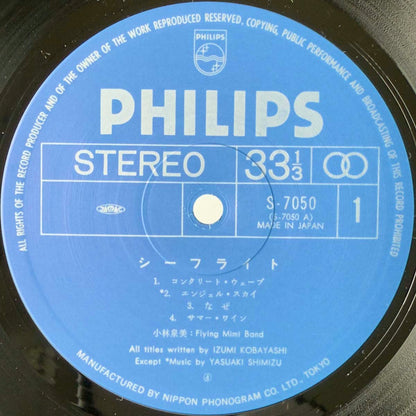 ALL RIGHTS OF THE RECORD PRODUCER AND OF THE OWNER OF THE WORK REPRODUCED RESERVED, COPYING, PUBLIC PERFORMANCE AND BROADCASTING OF THIS RECORD PROHIBITED
PHILIPS
PHILIPS
STEREO 33 1/3
S-7050
(S-7050 A)
MADE IN JAPAN
1
シーフライト
1. コンクリート・ウェーブ
*2. エンジェル・スカイ
3. なぜ
4. サマー・ワイン
小林泉美: Flying Mimi Band
All titles written by IZUMI KOBAYASHI
Except *Music by YASUAKI SHIMIZU
MANUFACTURED BY NIPPON PHONOGRAM CO. LTD., TOKYO